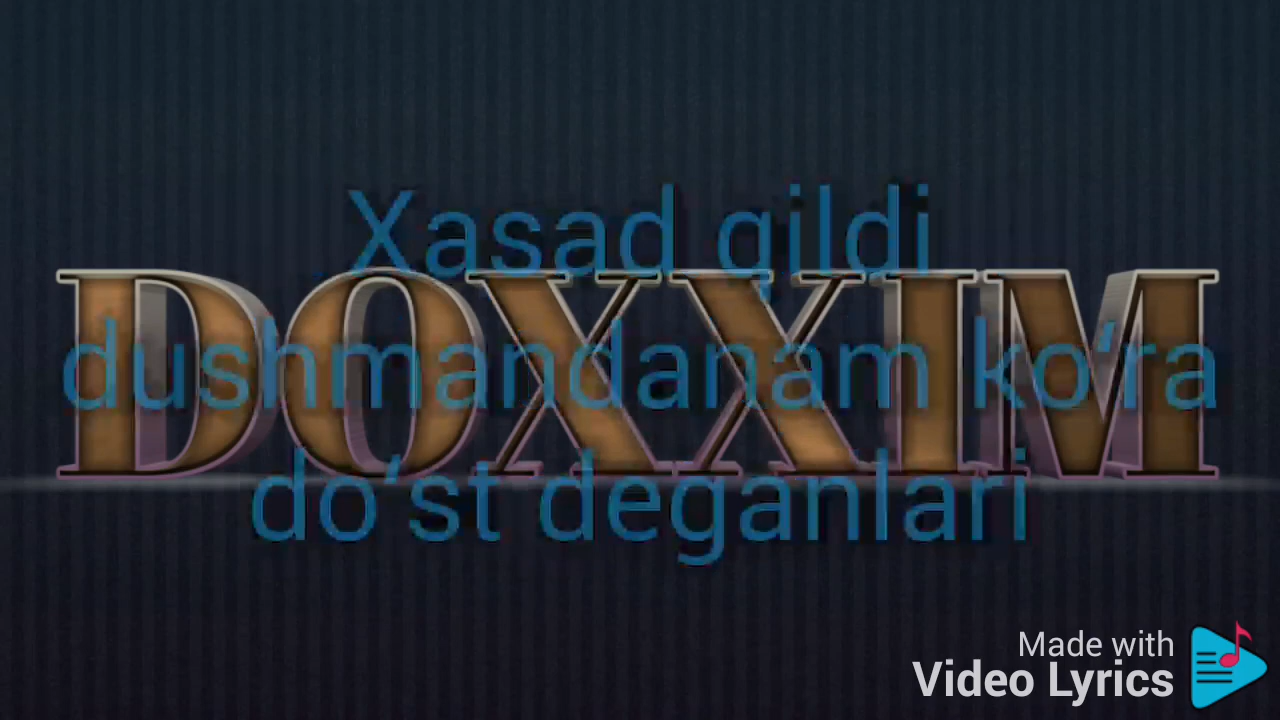 Xasad qildi
DOXXIM
dushmandanam ko‘ra
do‘st deganlari
Made with
Video Lyrics